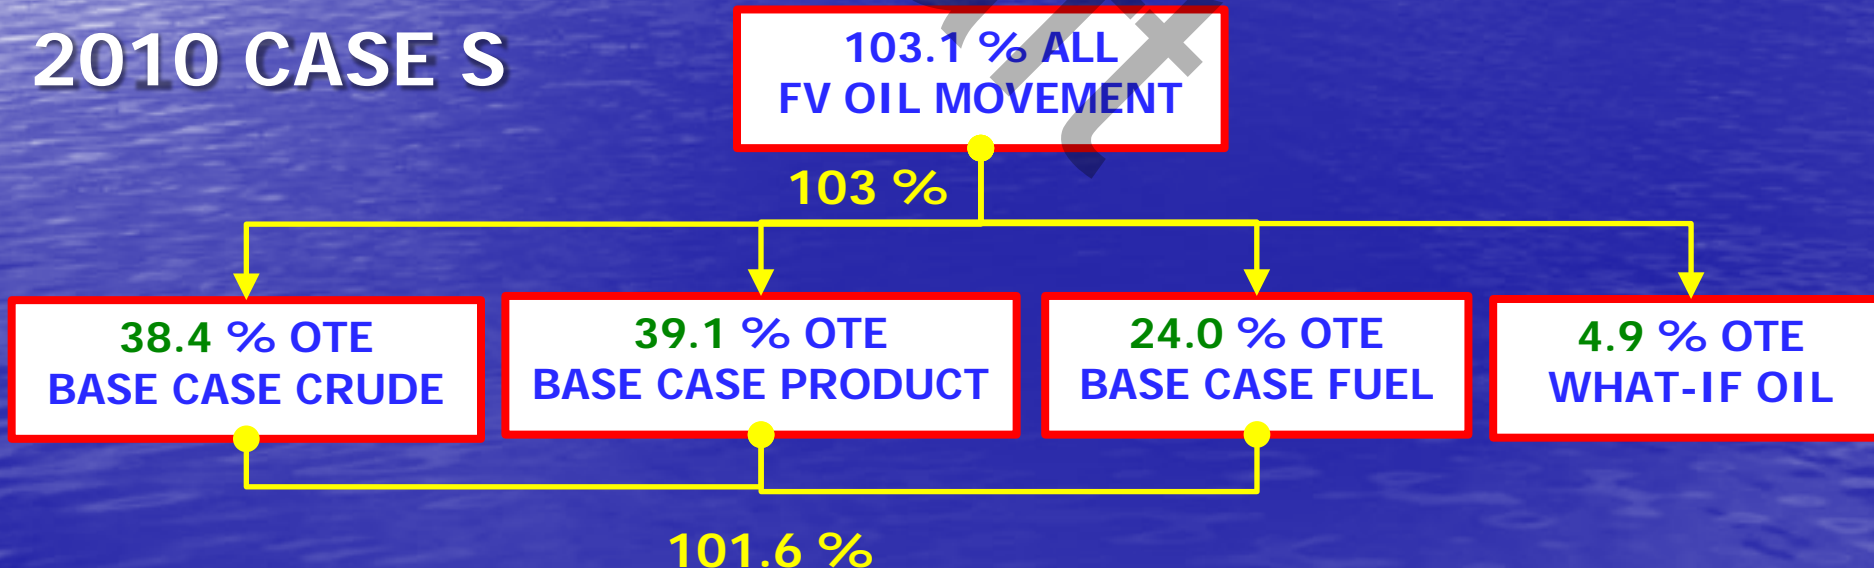 2010 CASE S
103.1 % ALL
FV OIL MOVEMENT
103 %
38.4 % OTE
BASE CASE CRUDE
39.1 % OTE
BASE CASE PRODUCT
24.0 % OTE
BASE CASE FUEL
4.9 % OTE
WHAT-IF OIL
101.6 %